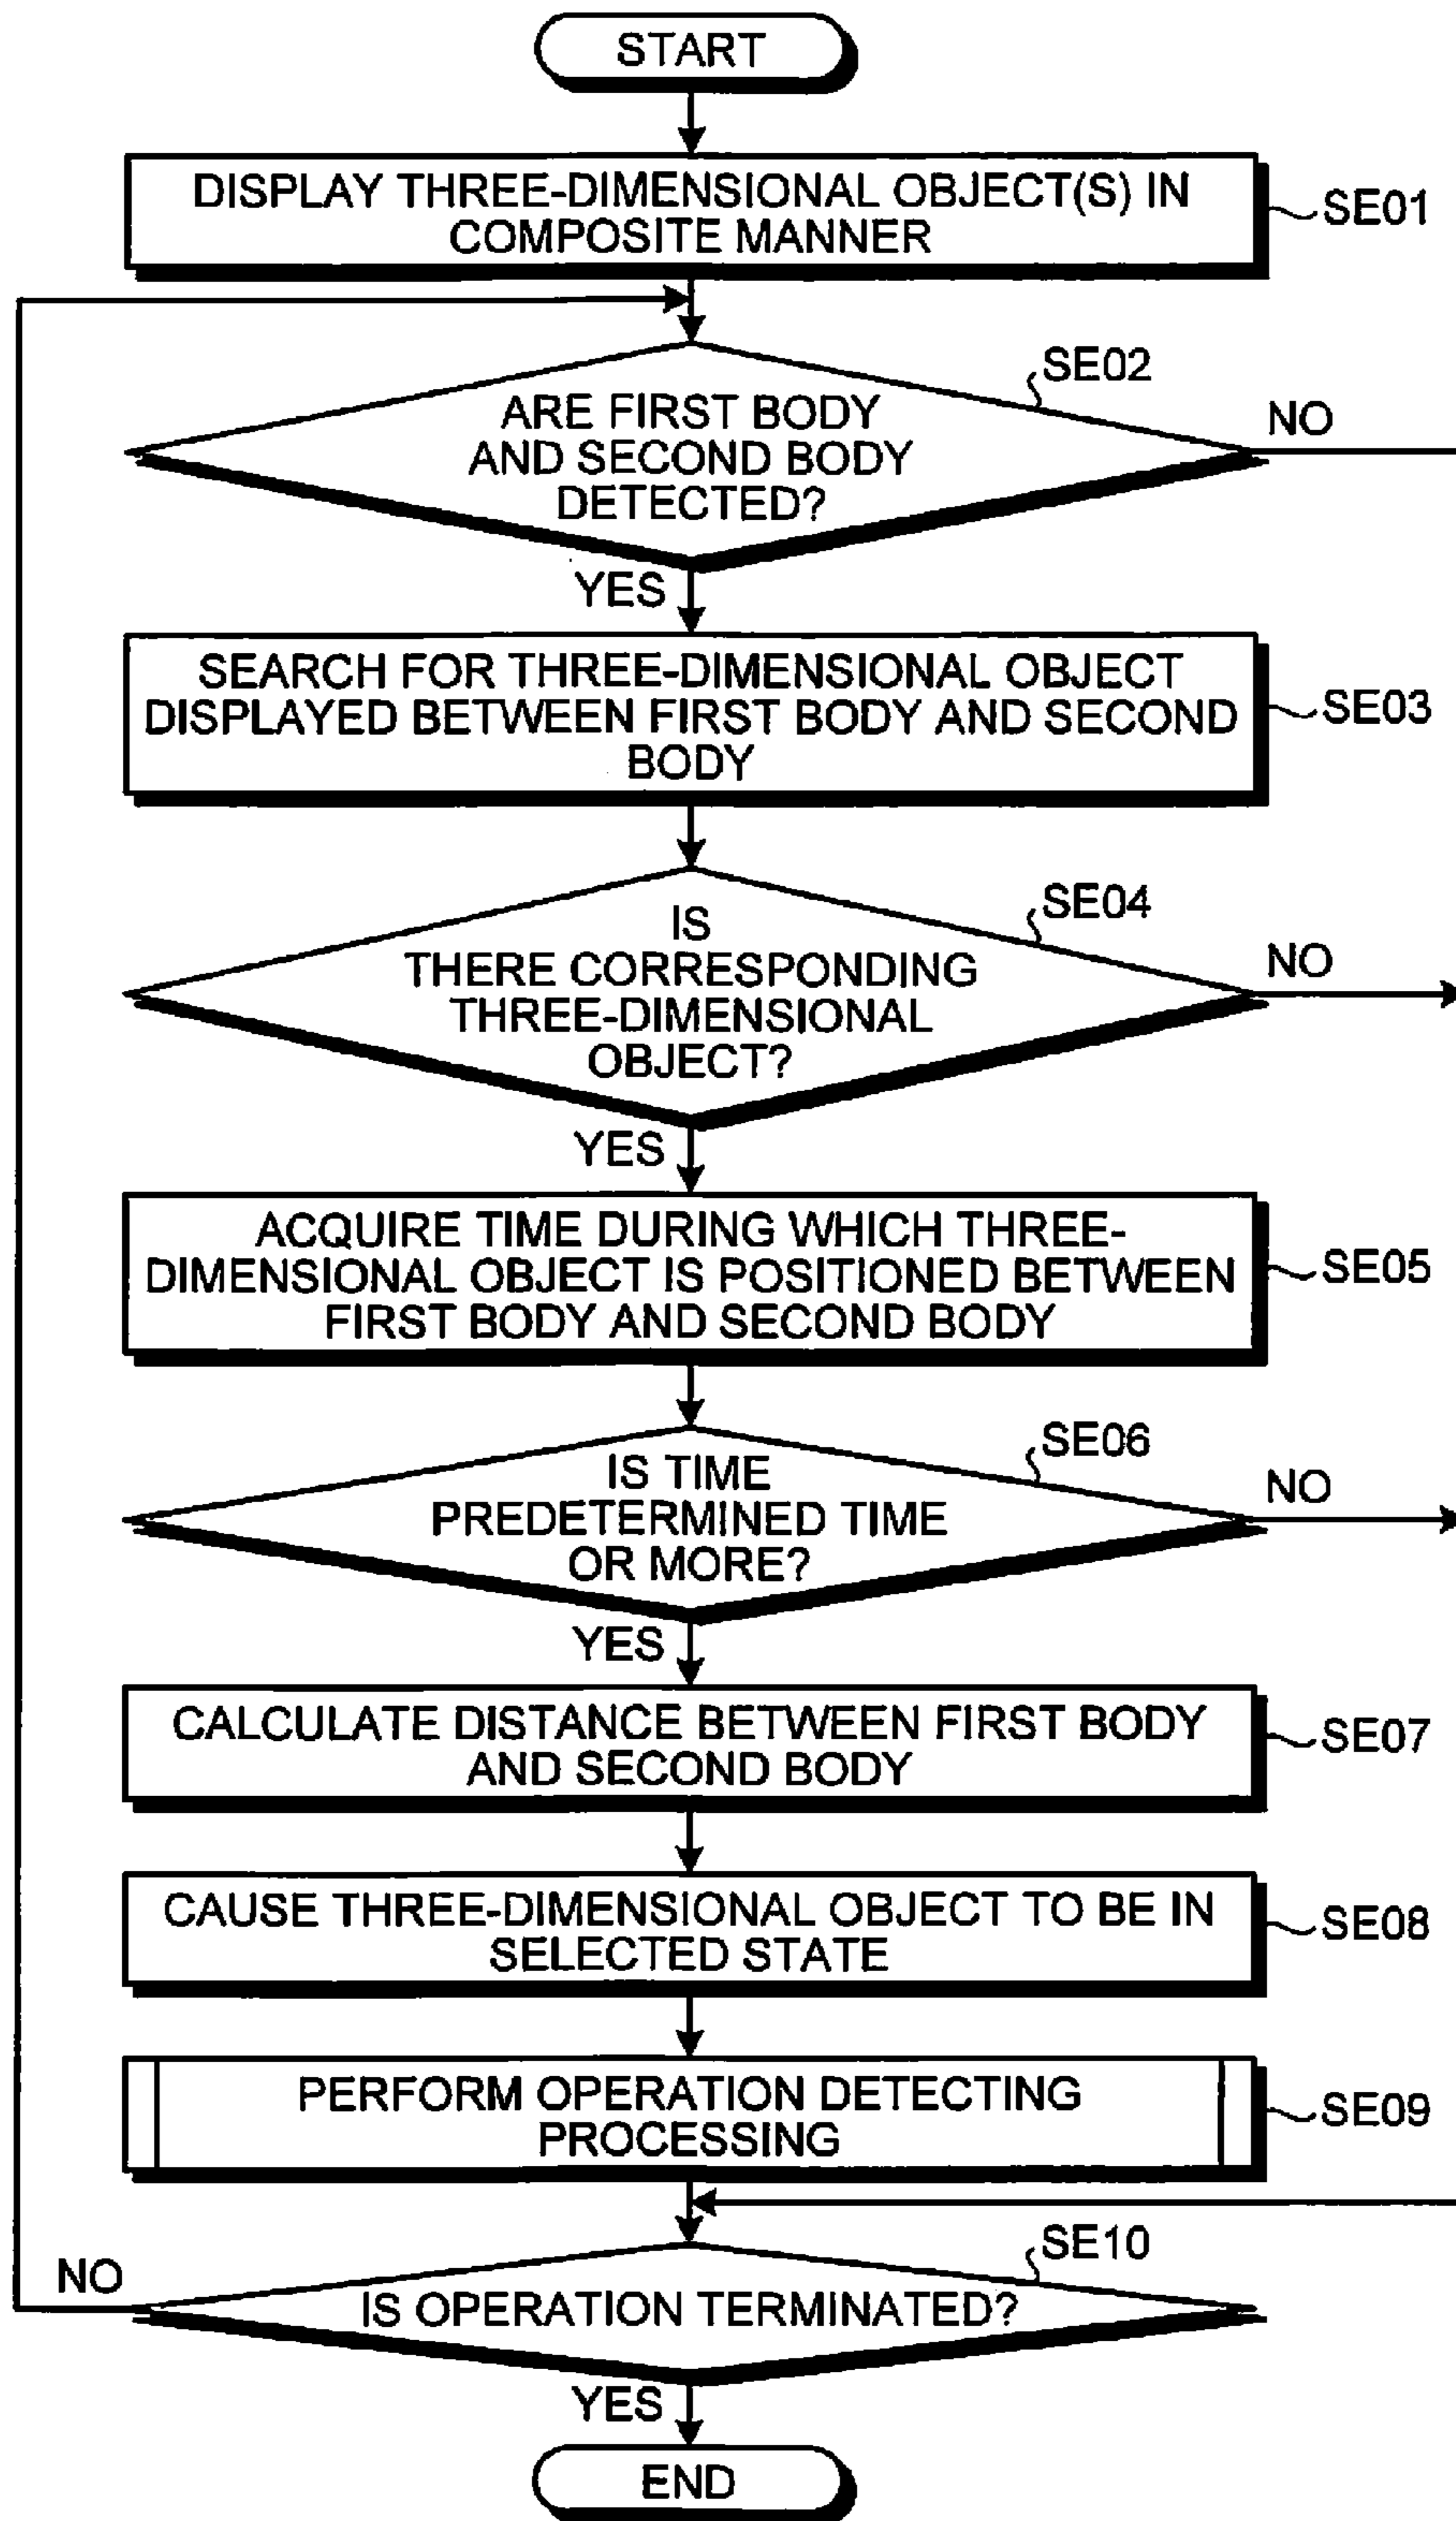 START
DISPLAY THREE-DIMENSIONAL OBJECT(S) IN
COMPOSITE MANNER
SE01
SE02
ARE FIRST BODY
AND SECOND BODY
DETECTED?
NO
YES
SEARCH FOR THREE-DIMENSIONAL OBJECT
DISPLAYED BETWEEN FIRST BODY AND SECOND
BODY
SE03
SE04
IS
THERE CORRESPONDING
THREE-DIMENSIONAL
OBJECT?
NO
YES
ACQUIRE TIME DURING WHICH THREE-
DIMENSIONAL OBJECT IS POSITIONED BETWEEN
FIRST BODY AND SECOND BODY
SE05
SE06
IS TIME
PREDETERMINED TIME
OR MORE?
NO
YES
CALCULATE DISTANCE BETWEEN FIRST BODY
AND SECOND BODY
SE07
CAUSE THREE-DIMENSIONAL OBJECT TO BE IN
SELECTED STATE
SE08
PERFORM OPERATION DETECTING
PROCESSING
SE09
SE10
NO
IS OPERATION TERMINATED?
YES
END